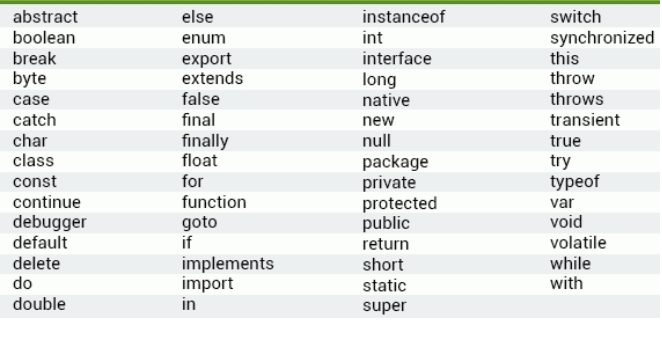 abstract else instanceof switch
boolean enum int synchronized
break export interface this
byte extends long throw
case false native throws
catch final new transient
char finally null true
class float package try
const for private typeof
continue function protected var
debugger goto public void
default if return volatile
delete implements short while
do import static with
double in super